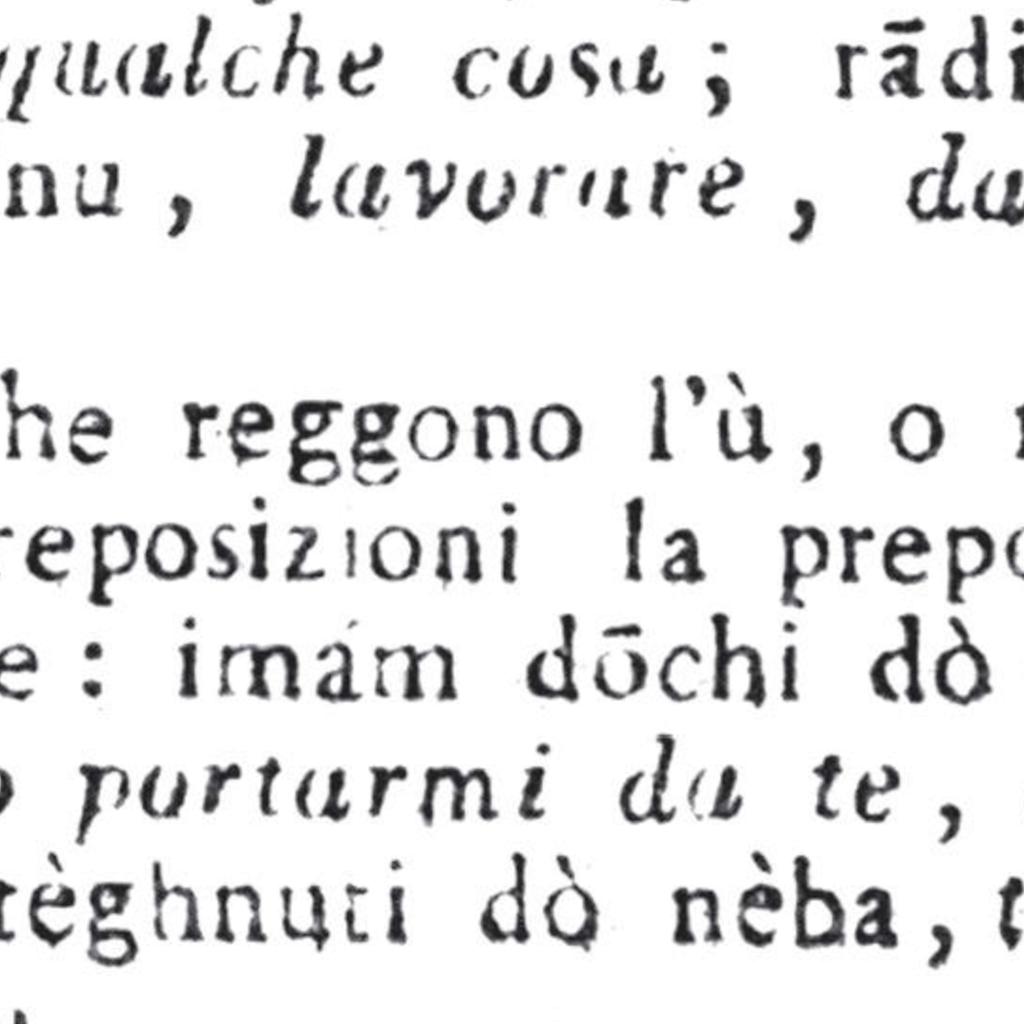 qualche cosa ; rādi
nu , lavorare , da
he reggono l'ù, o
reposizioni la prepo
e : imám dōchi dò
portarmi da te ,
tèghnuti dò nèba, t